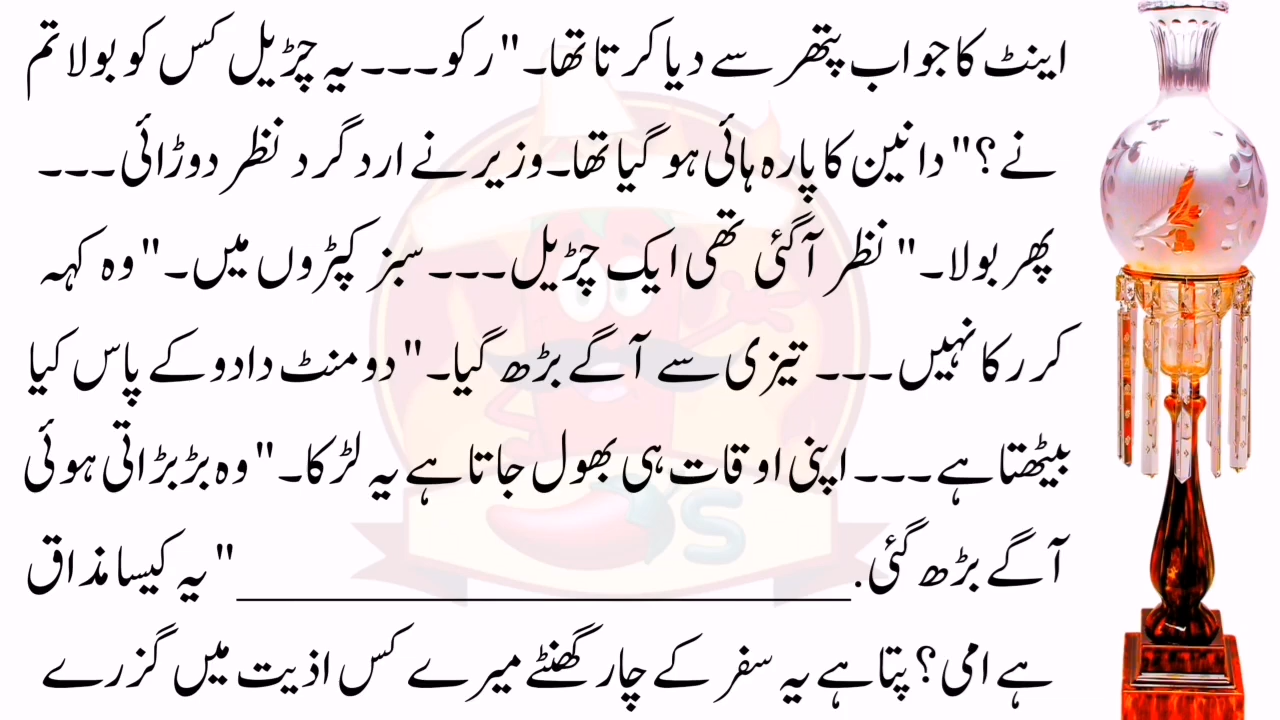 اینٹ کا جواب پتھر سے دیا کرتا تھا۔" رکو۔۔۔ یہ چڑیل کس کو بولا تم
نے؟" دانین کا پارہ ہائی ہو گیا تھا۔وزیر نے ارد گرد نظر دوڑائی۔۔۔
پھر بولا۔" نظر آگئی تھی ایک چڑیل۔۔۔ سبز کپڑوں میں۔" وہ کہہ
کر رکا نہیں۔۔۔ تیزی سے آگے بڑھ گیا۔" دو منٹ دادو کے پاس کیا
بیٹھتا ہے۔۔۔ اپنی اوقات ہی بھول جاتا ہے یہ لڑکا۔" وہ بڑبڑاتی ہوئی
آگے بڑھ گئی. ____________________ " یہ کیسا مذاق
ہے امی؟ پتا ہے یہ سفر کے چار گھنٹے میرے کس اذیت میں گزرے
S